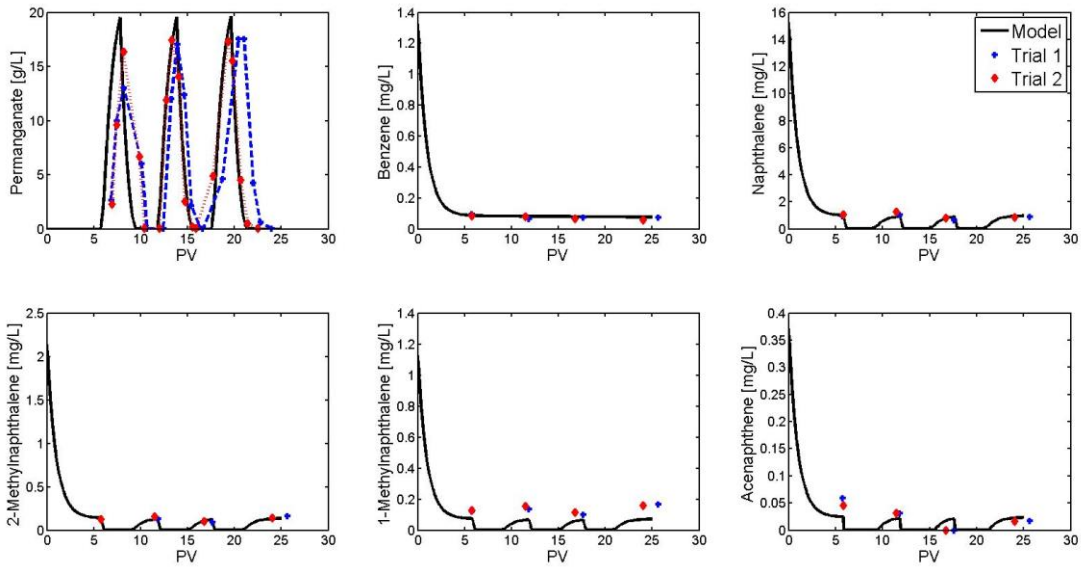 Permanganate [g/L]
20
15
10
5
0
0 5 10 15 20 25 30
PV
Benzene [mg/L]
1.4
1.2
1
0.8
0.6
0.4
0.2
0
0 5 10 15 20 25 30
PV
Naphthalene [mg/L]
16
14
12
10
8
6
4
2
0
0 5 10 15 20 25 30
PV
Model
Trial 1
Trial 2
2-Methylnaphthalene [mg/L]
2.5
2
1.5
1
0.5
0
0 5 10 15 20 25 30
PV
1-Methylnaphthalene [mg/L]
1.4
1.2
1
0.8
0.6
0.4
0.2
0
0 5 10 15 20 25 30
PV
Acenaphthene [mg/L]
0.4
0.35
0.3
0.25
0.2
0.15
0.1
0.05
0
0 5 10 15 20 25 30
PV